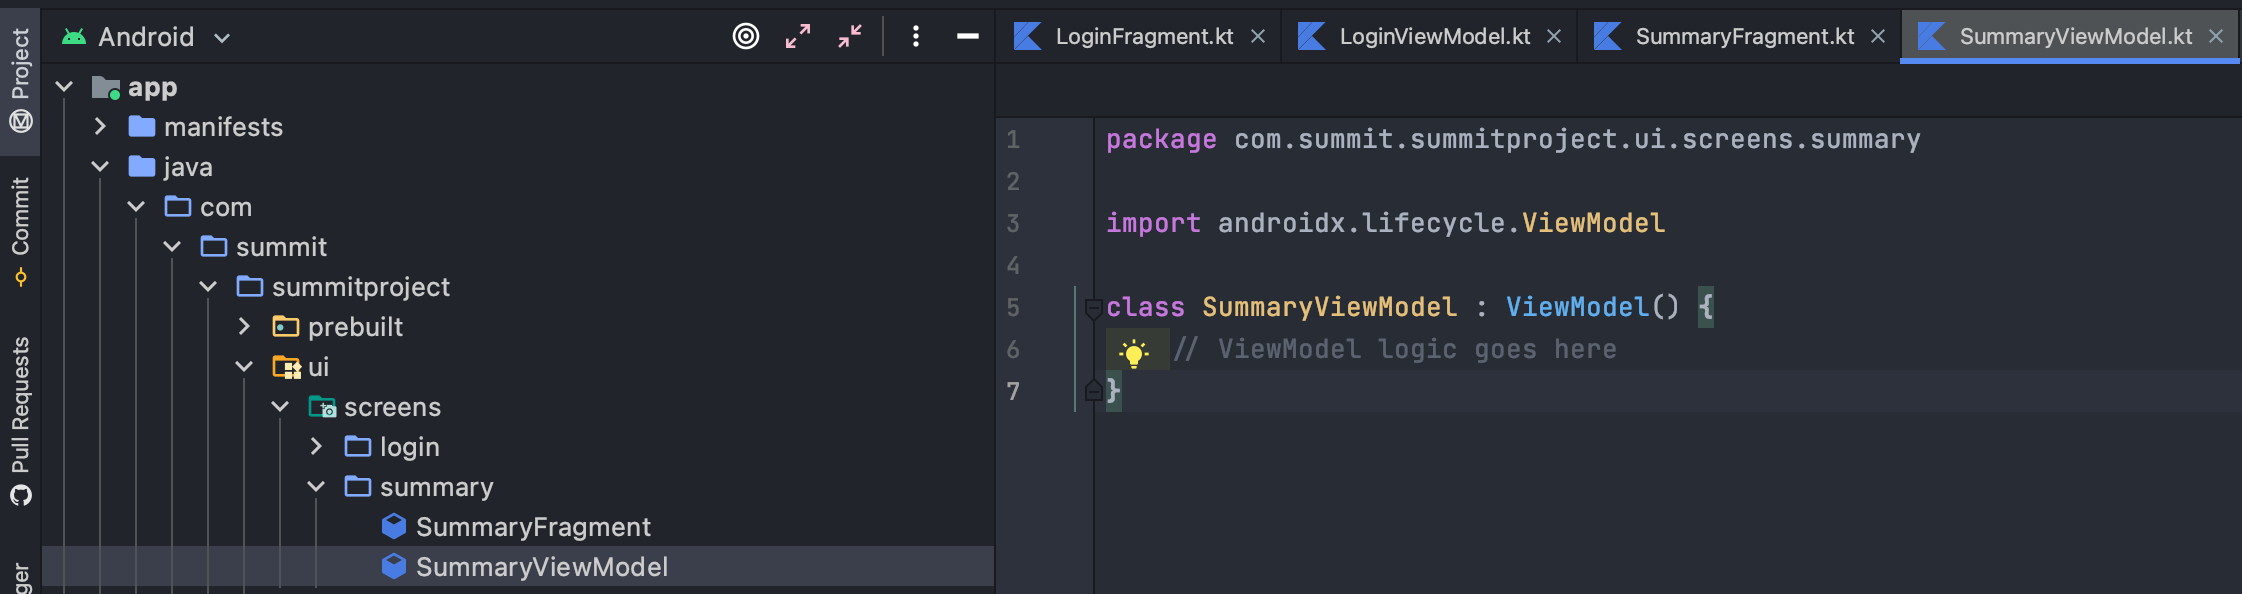 Project
Commit
Pull Requests
Android
app
manifests
java
com
summit
summitproject
prebuilt
ui
screens
login
summary
SummaryFragment
SummaryViewModel
LoginFragment.kt
LoginViewModel.kt
SummaryFragment.kt
SummaryViewModel.kt
1 package com.summit.summitproject.ui.screens.summary
2
3 import androidx.lifecycle.ViewModel
4
5 class SummaryViewModel : ViewModel() {
6 // ViewModel logic goes here
7 }